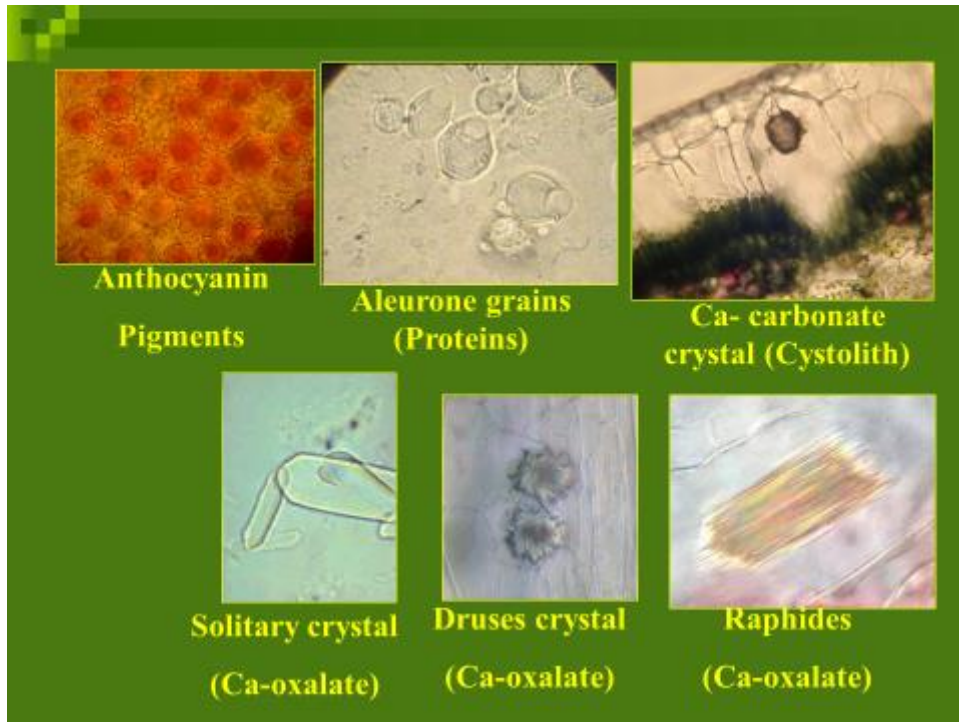 Anthocyanin
Pigments
Aleurone grains
(Proteins)
Ca- carbonate
crystal (Cystolith)
Solitary crystal
(Ca-oxalate)
Druses crystal
(Ca-oxalate)
Raphides
(Ca-oxalate)